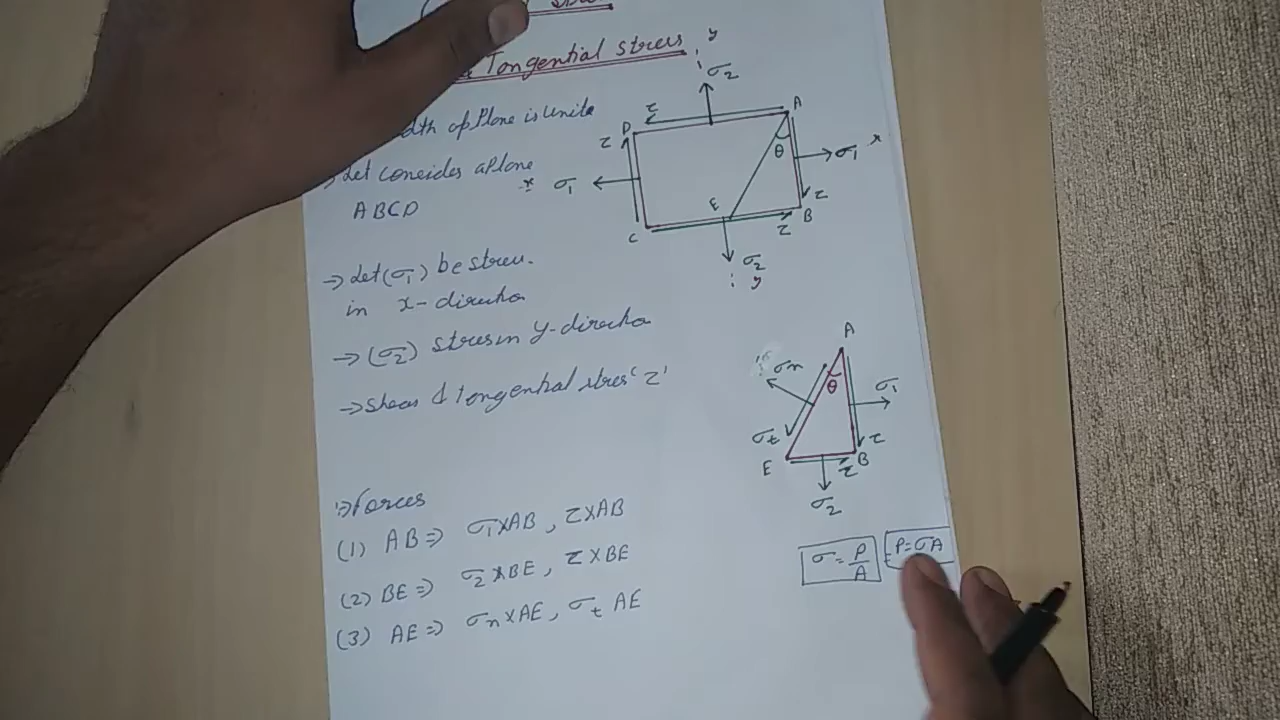 Tangential stress
of Plane is Unite
Let consider a Plane
ABCD
→ Let (σ₁) be stress.
in x-direction
→ (σ₂) stress in y-direction
→ Shear & tangential stress 'τ'
y
σ₂
τ
A
D
τ
θ
σ₁ x
x σ₁
E
τ
B
τ
C
σ₂
y
A
σn
θ
σ₁
σt
τ
E
τ
B
σ₂
Forces
(1) AB ⇒ σ₁×AB , τ×AB
(2) BE ⇒ σ₂×BE , τ×BE
(3) AE ⇒ σn×AE , σt AE
σ = P/A
P = σA